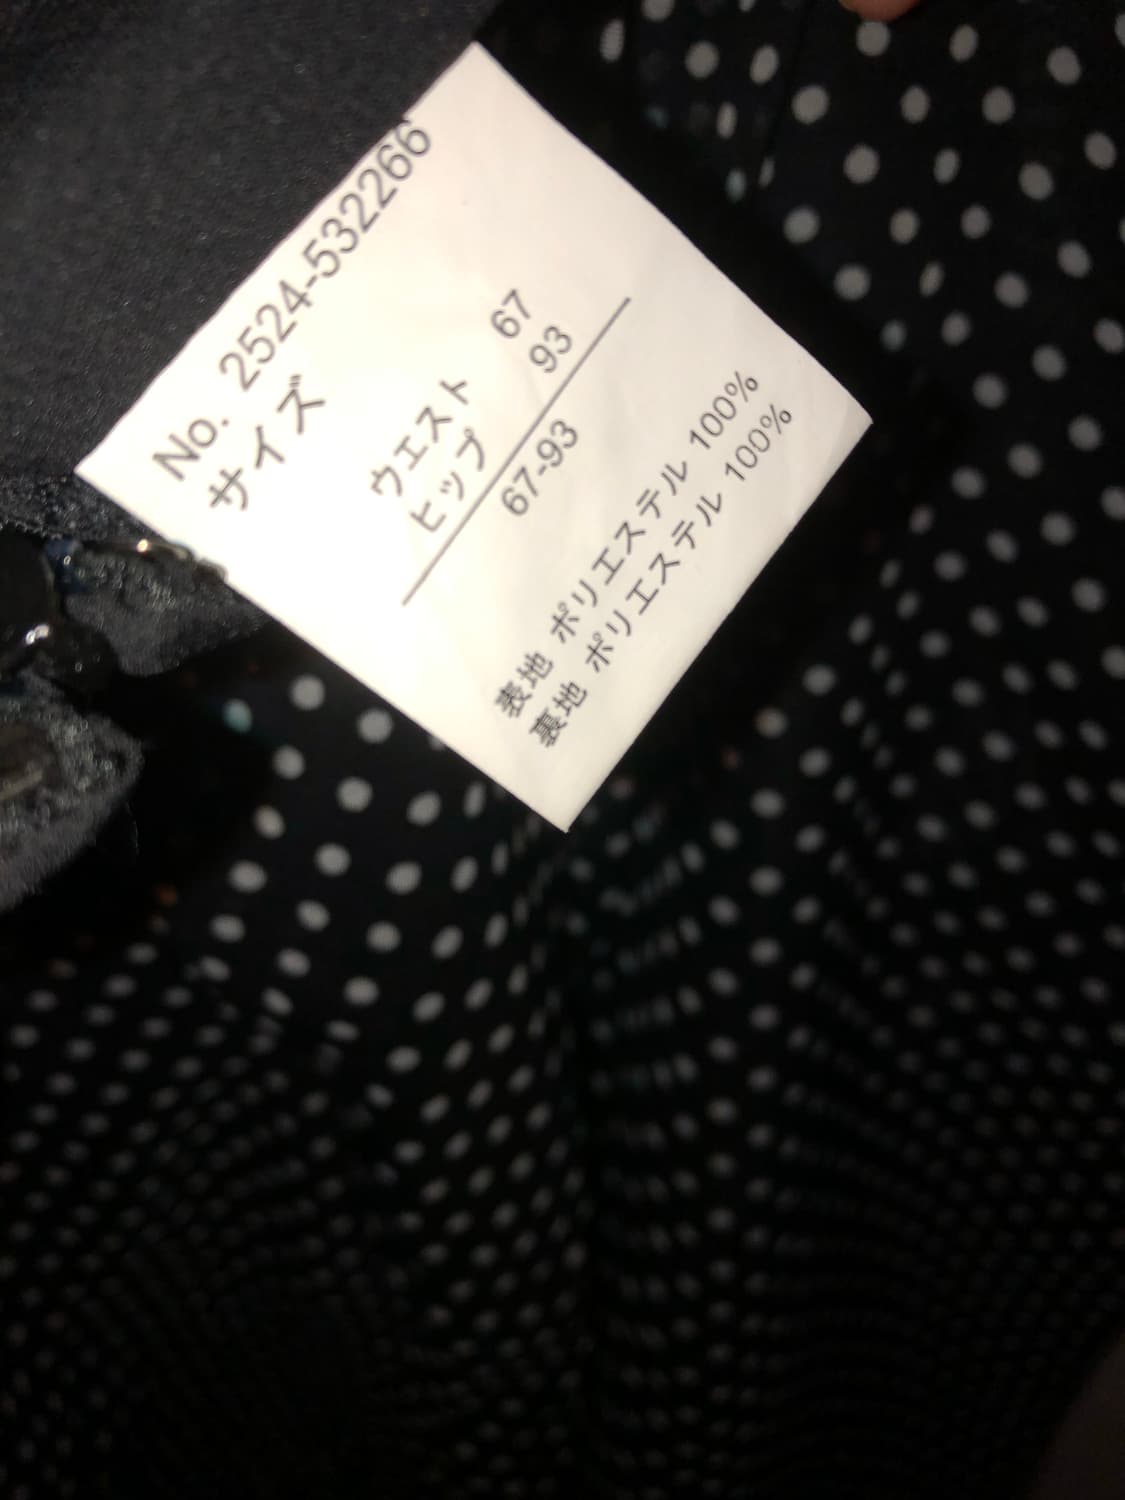 No. 2524-532266
サイズ
ウエスト 67
ヒップ 93
67-93
表地 ポリエステル 100%
裏地 ポリエステル 100%